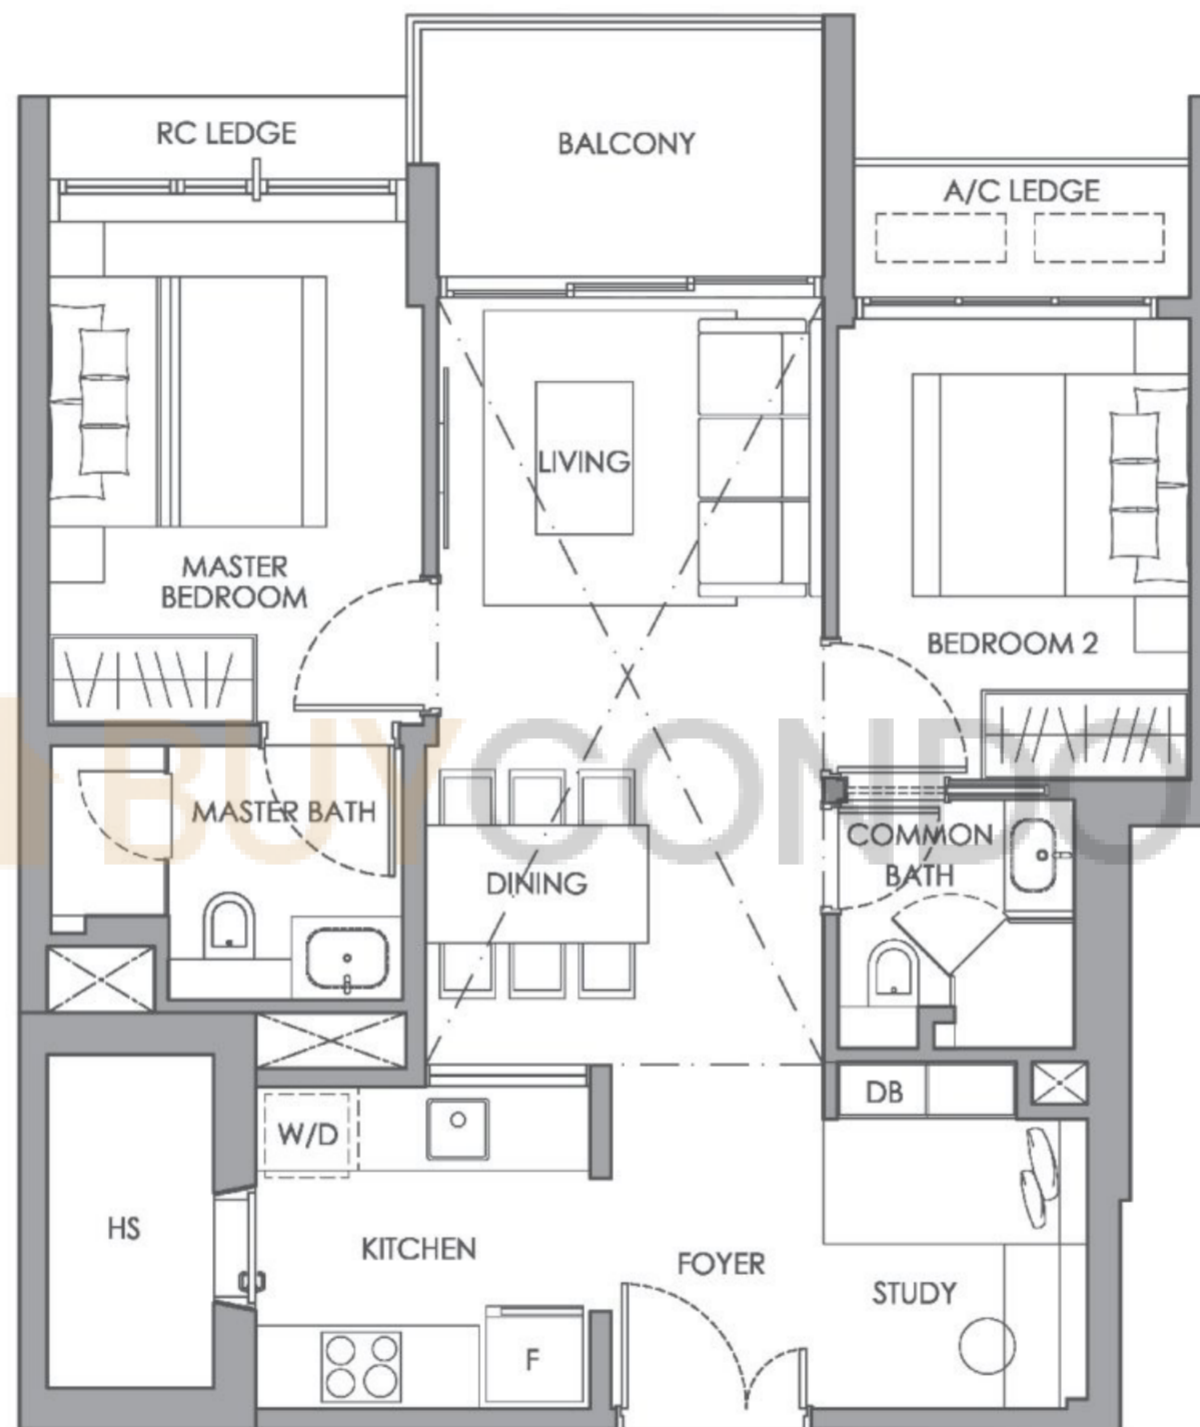 RC LEDGE
BALCONY
A/C LEDGE
LIVING
MASTER
BEDROOM
BEDROOM 2
BUYCONDO
MASTER BATH
COMMON
BATH
DINING
DB
W/D
HS
KITCHEN
FOYER
STUDY
F